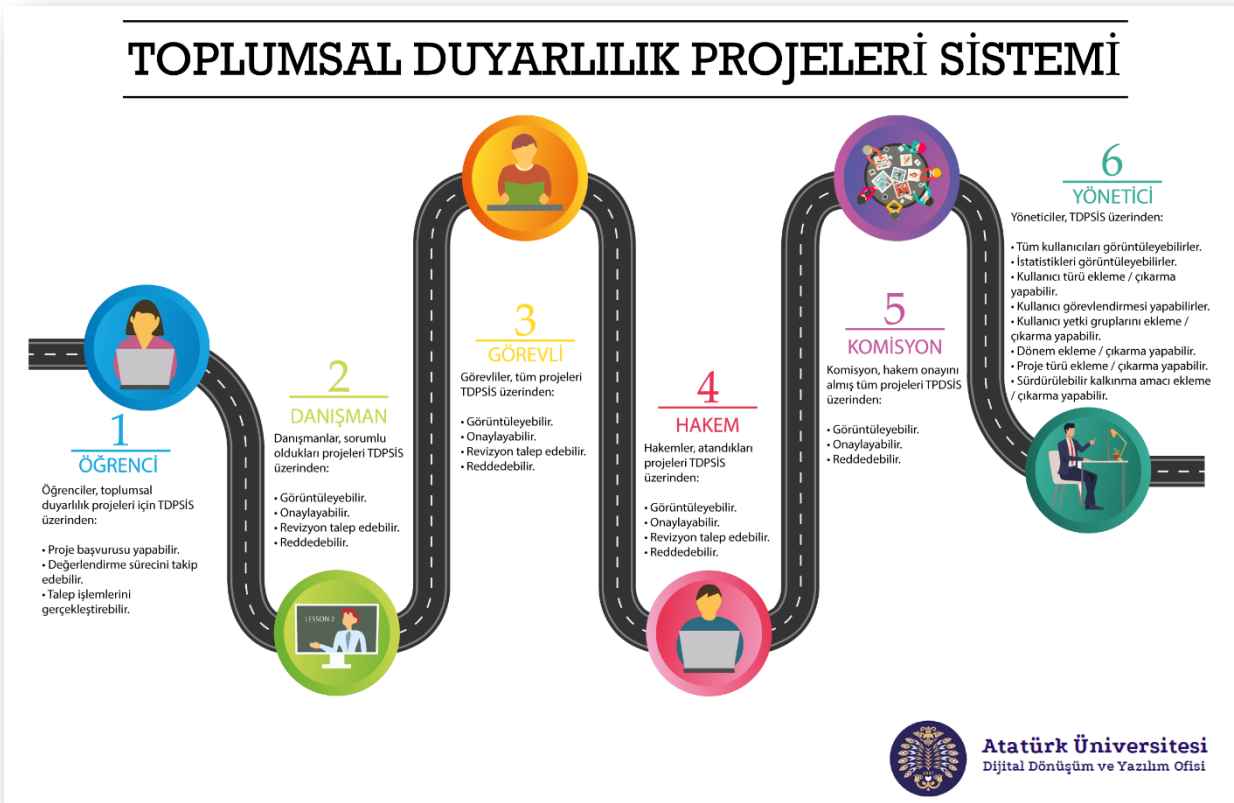 TOPLUMSAL DUYARLILIK PROJELERİ SİSTEMİ
1
ÖĞRENCİ
Öğrenciler, toplumsal
duyarlılık projeleri için TDPSİS
üzerinden:
• Proje başvurusu yapabilir.
• Değerlendirme sürecini takip
edebilir.
• Talep işlemlerini
gerçekleştirebilir.
2
DANIŞMAN
Danışmanlar, sorumlu
oldukları projeleri TDPSİS
üzerinden:
• Görüntüleyebilir.
• Onaylayabilir.
• Revizyon talep edebilir.
• Reddedebilir.
LESSON 2
3
GÖREVLİ
Görevliler, tüm projeleri
TDPSİS üzerinden:
• Görüntüleyebilir.
• Onaylayabilir.
• Revizyon talep edebilir.
• Reddedebilir.
4
HAKEM
Hakemler, atandıkları
projeleri TDPSİS
üzerinden:
• Görüntüleyebilir.
• Onaylayabilir.
• Revizyon talep edebilir.
• Reddedebilir.
5
KOMİSYON
Komisyon, hakem onayını
almış tüm projeleri TPDSİS
üzerinden:
• Görüntüleyebilir.
• Onaylayabilir.
• Reddedebilir.
6
YÖNETİCİ
Yöneticiler, TDPSİS üzerinden:
• Tüm kullanıcıları görüntüleyebilirler.
• İstatistikleri görüntüleyebilirler.
• Kullanıcı türü ekleme / çıkarma
yapabilir.
• Kullanıcı görevlendirmesi yapabilirler.
• Kullanıcı yetki gruplarını ekleme /
çıkarma yapabilir.
• Dönem ekleme / çıkarma yapabilir.
• Proje türü ekleme / çıkarma yapabilir.
• Sürdürülebilir kalkınma amacı ekleme
/ çıkarma yapabilir.
Atatürk Üniversitesi
Dijital Dönüşüm ve Yazılım Ofisi
1957